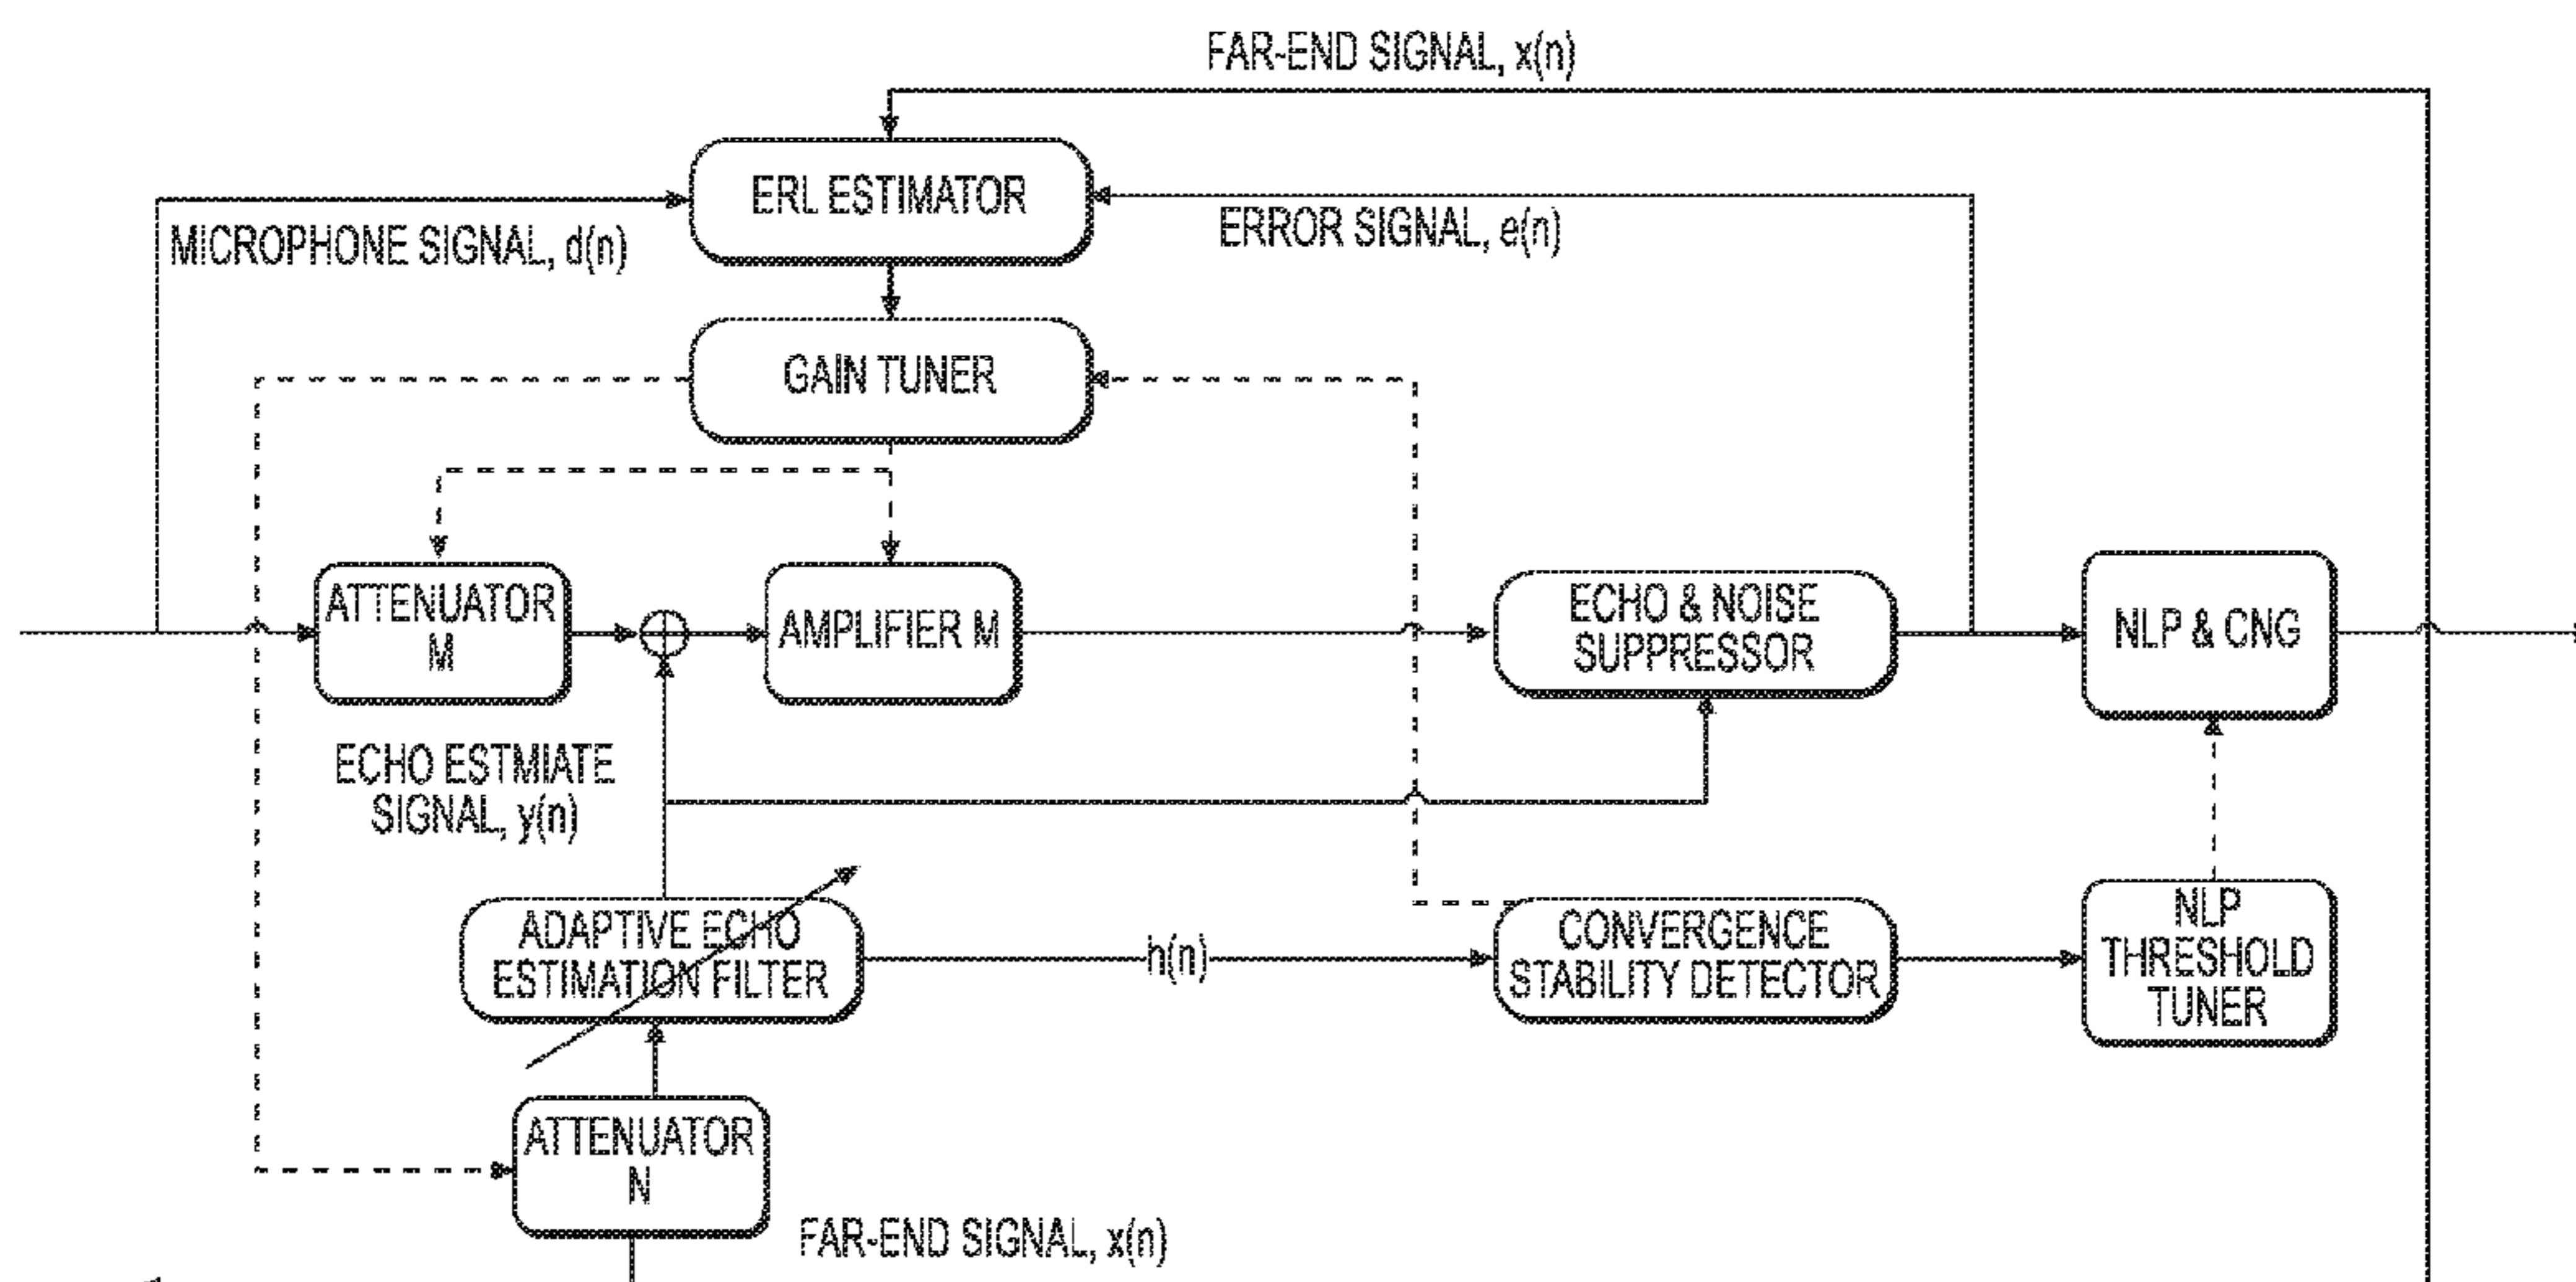 FAR-END SIGNAL, x(n)
ERL ESTIMATOR
MICROPHONE SIGNAL, d(n)
ERROR SIGNAL, e(n)
GAIN TUNER
ATTENUATOR
M
AMPLIFIER M
ECHO & NOISE
SUPPRESSOR
NLP & CNG
ECHO ESTMIATE
SIGNAL, y(n)
ADAPTIVE ECHO
ESTIMATION FILTER
h(n)
CONVERGENCE
STABILITY DETECTOR
NLP
THRESHOLD
TUNER
ATTENUATOR
N
FAR-END SIGNAL, x(n)